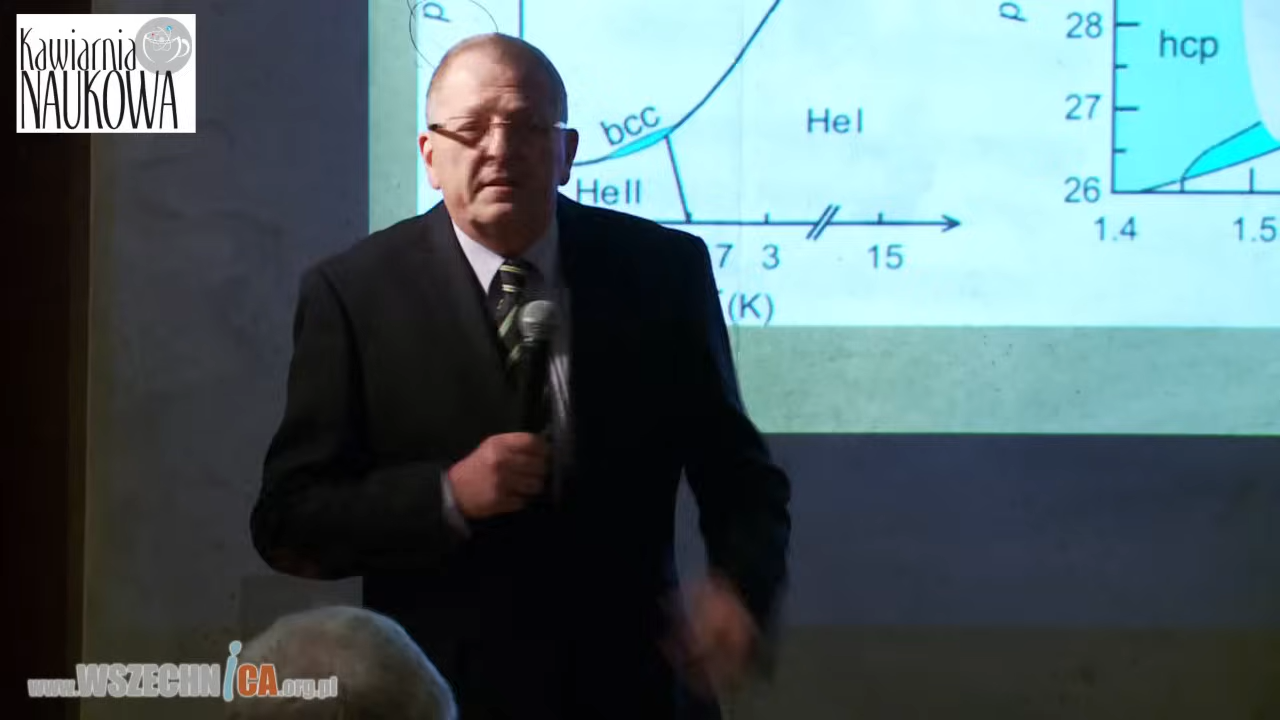 Kawiarnia
NAUKOWA
p
bcc
HeI
HeII
7 3 15
(K)
p
28
27
26
hcp
1.4 1.5
www.WSZECHNiCA.org.pl